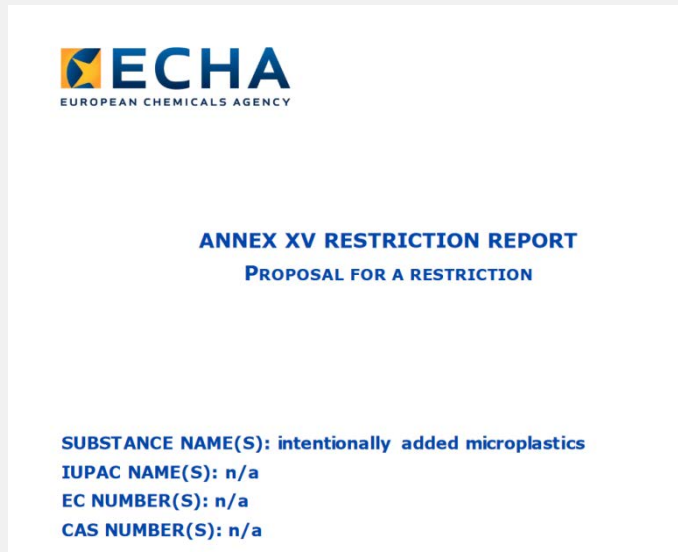 ECHA
EUROPEAN CHEMICALS AGENCY
ANNEX XV RESTRICTION REPORT
PROPOSAL FOR A RESTRICTION
SUBSTANCE NAME(S): intentionally added microplastics
IUPAC NAME(S): n/a
EC NUMBER(S): n/a
CAS NUMBER(S): n/a